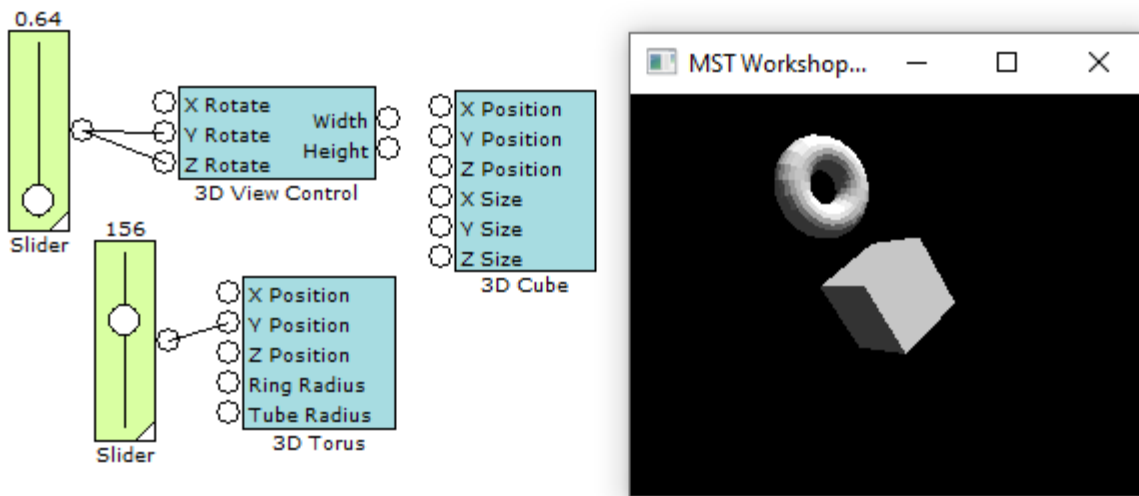 0.64
Slider
X Rotate
Y Rotate
Z Rotate
Width
Height
3D View Control
X Position
Y Position
Z Position
X Size
Y Size
Z Size
3D Cube
156
Slider
X Position
Y Position
Z Position
Ring Radius
Tube Radius
3D Torus
MST Workshop...